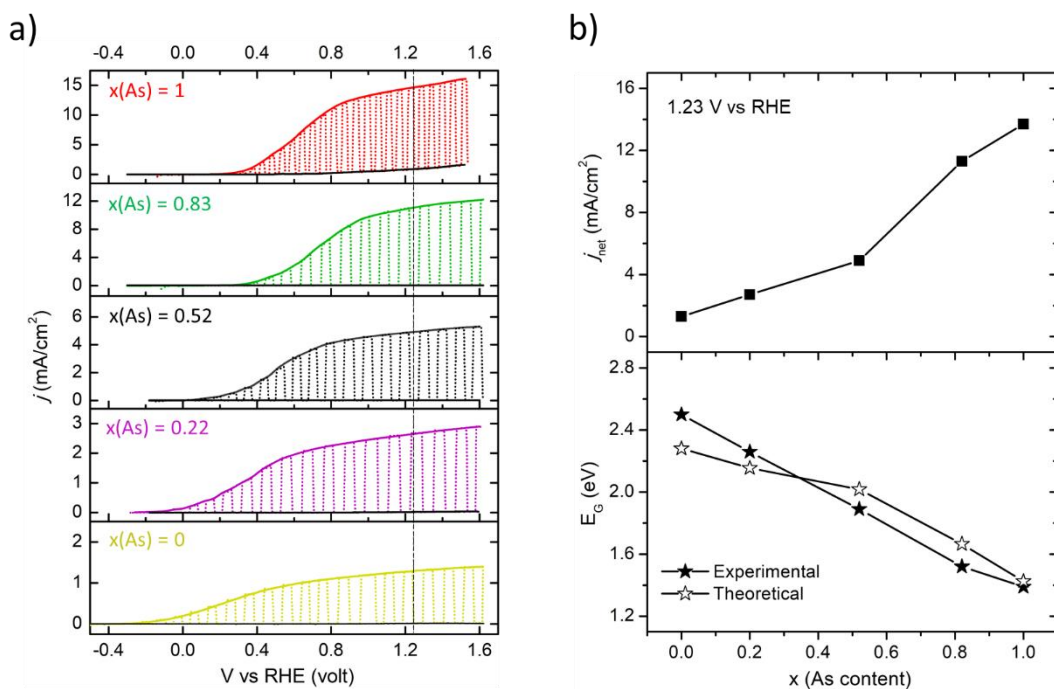 a)
-0.4 0.0 0.4 0.8 1.2 1.6
x(As) = 1
15
10
5
0
x(As) = 0.83
12
8
4
0
x(As) = 0.52
6
4
2
0
x(As) = 0.22
3
2
1
0
x(As) = 0
2
1
0
j (mA/cm²)
-0.4 0.0 0.4 0.8 1.2 1.6
V vs RHE (volt)
b)
1.23 V vs RHE
16
12
8
4
0
jnet (mA/cm²)
2.8
2.4
2.0
1.6
1.2
EG (eV)
Experimental
Theoretical
0.0 0.2 0.4 0.6 0.8 1.0
x (As content)